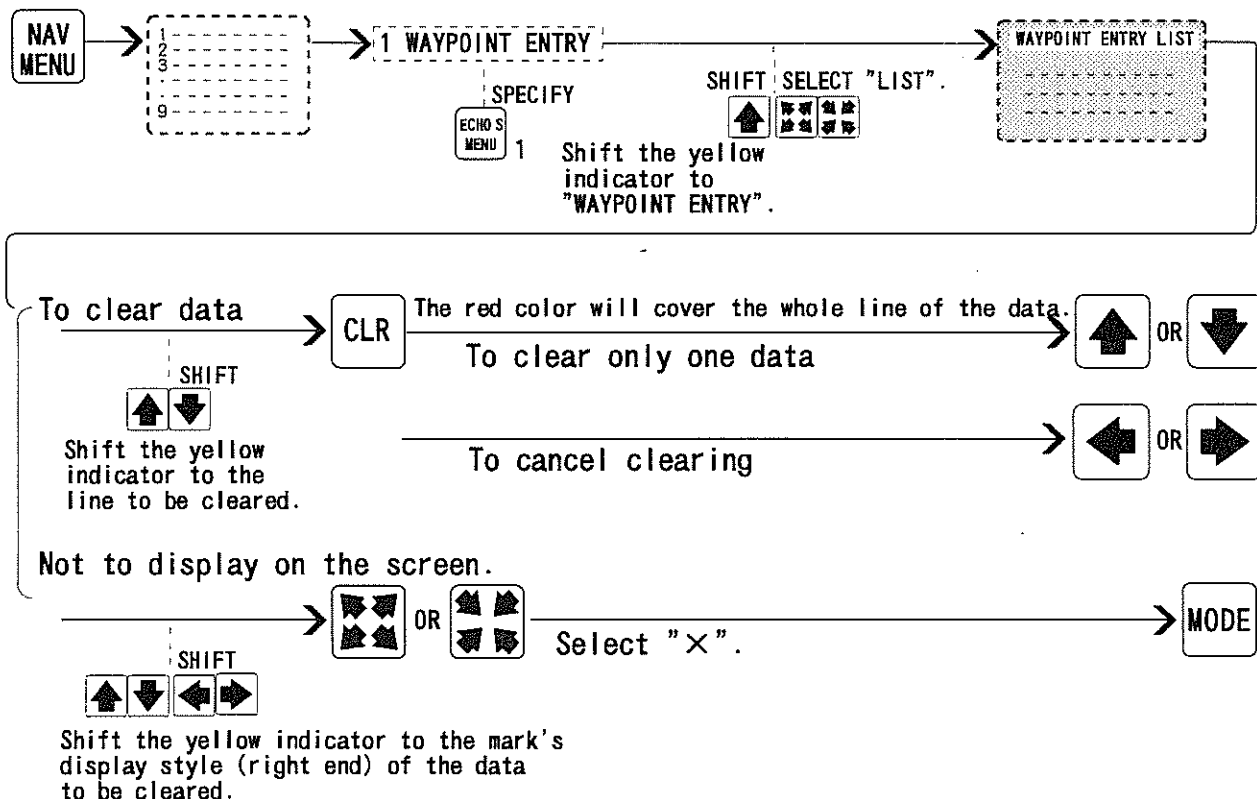 NAV
MENU
1
2
3
9
1 WAYPOINT ENTRY
SPECIFY
ECHO S
MENU 1
SHIFT SELECT "LIST".
Shift the yellow
indicator to
"WAYPOINT ENTRY".
WAYPOINT ENTRY LIST
To clear data
SHIFT
Shift the yellow
indicator to the
line to be cleared.
CLR
The red color will cover the whole line of the data.
To clear only one data
OR
To cancel clearing
OR
Not to display on the screen.
SHIFT
Shift the yellow indicator to the mark's
display style (right end) of the data
to be cleared.
OR
Select "×".
MODE